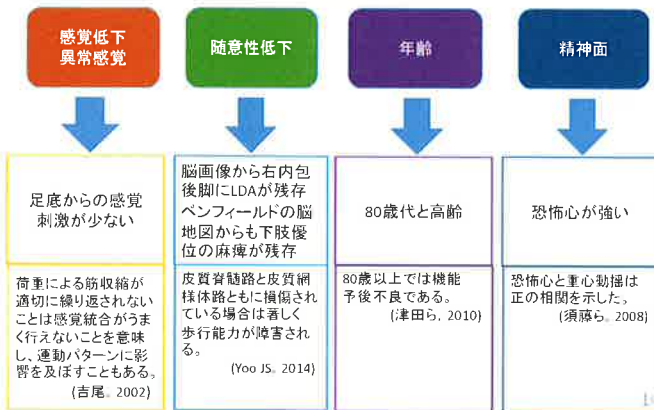 感覚低下
異常感覚
随意性低下
年齢
精神面
足底からの感覚
刺激が少ない
脳画像から右内包
後脚にLDAが残存
ペンフィールドの脳
地図からも下肢優
位の麻痺が残存
80歳代と高齢
恐怖心が強い
荷重による筋収縮が
適切に繰り返されない
ことは感覚統合がうま
く行えないことを意味
し、運動パターンに影
響を及ぼすこともある。
(吉尾。2002)
皮質脊髄路と皮質網
様体路ともに損傷され
ている場合は著しく
歩行能力が障害され
る。
(Yoo JS。2014)
80歳以上では機能
予後不良である。
(津田ら, 2010)
恐怖心と重心動揺は
正の相関を示した。
(須藤ら。2008)